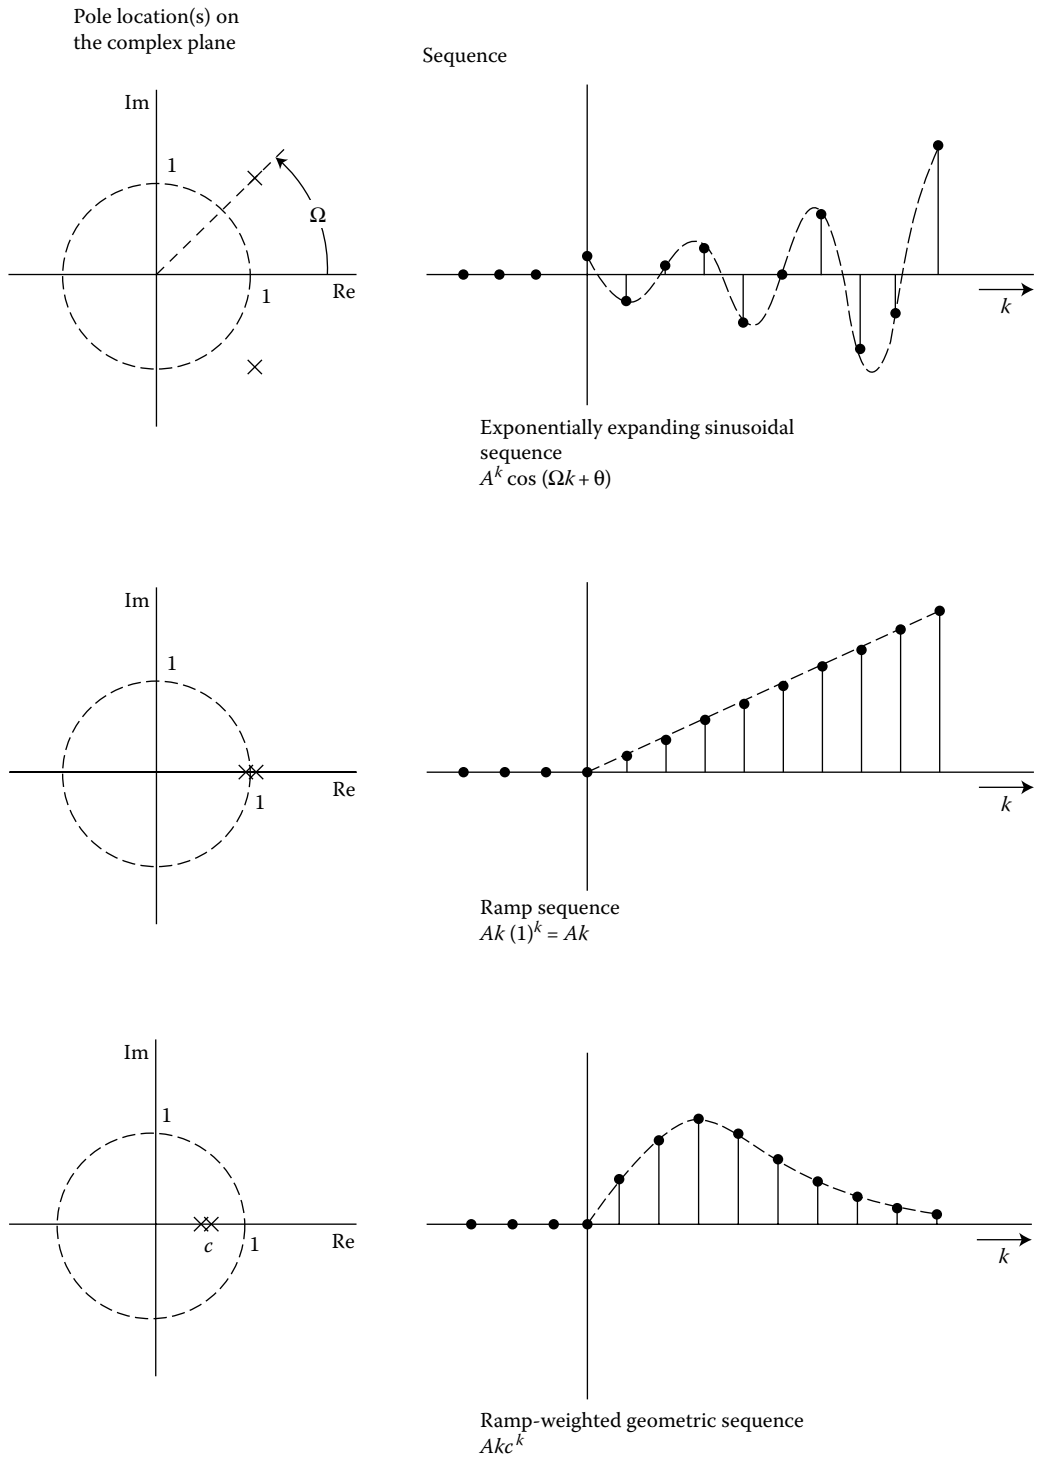 Pole location(s) on
the complex plane
Sequence
Im
1
Ω
1
Re
k
Exponentially expanding sinusoidal
sequence
A^k cos (Ωk + θ)
Im
1
1
Re
k
Ramp sequence
Ak (1)^k = Ak
Im
1
c
1
Re
k
Ramp-weighted geometric sequence
Akc^k